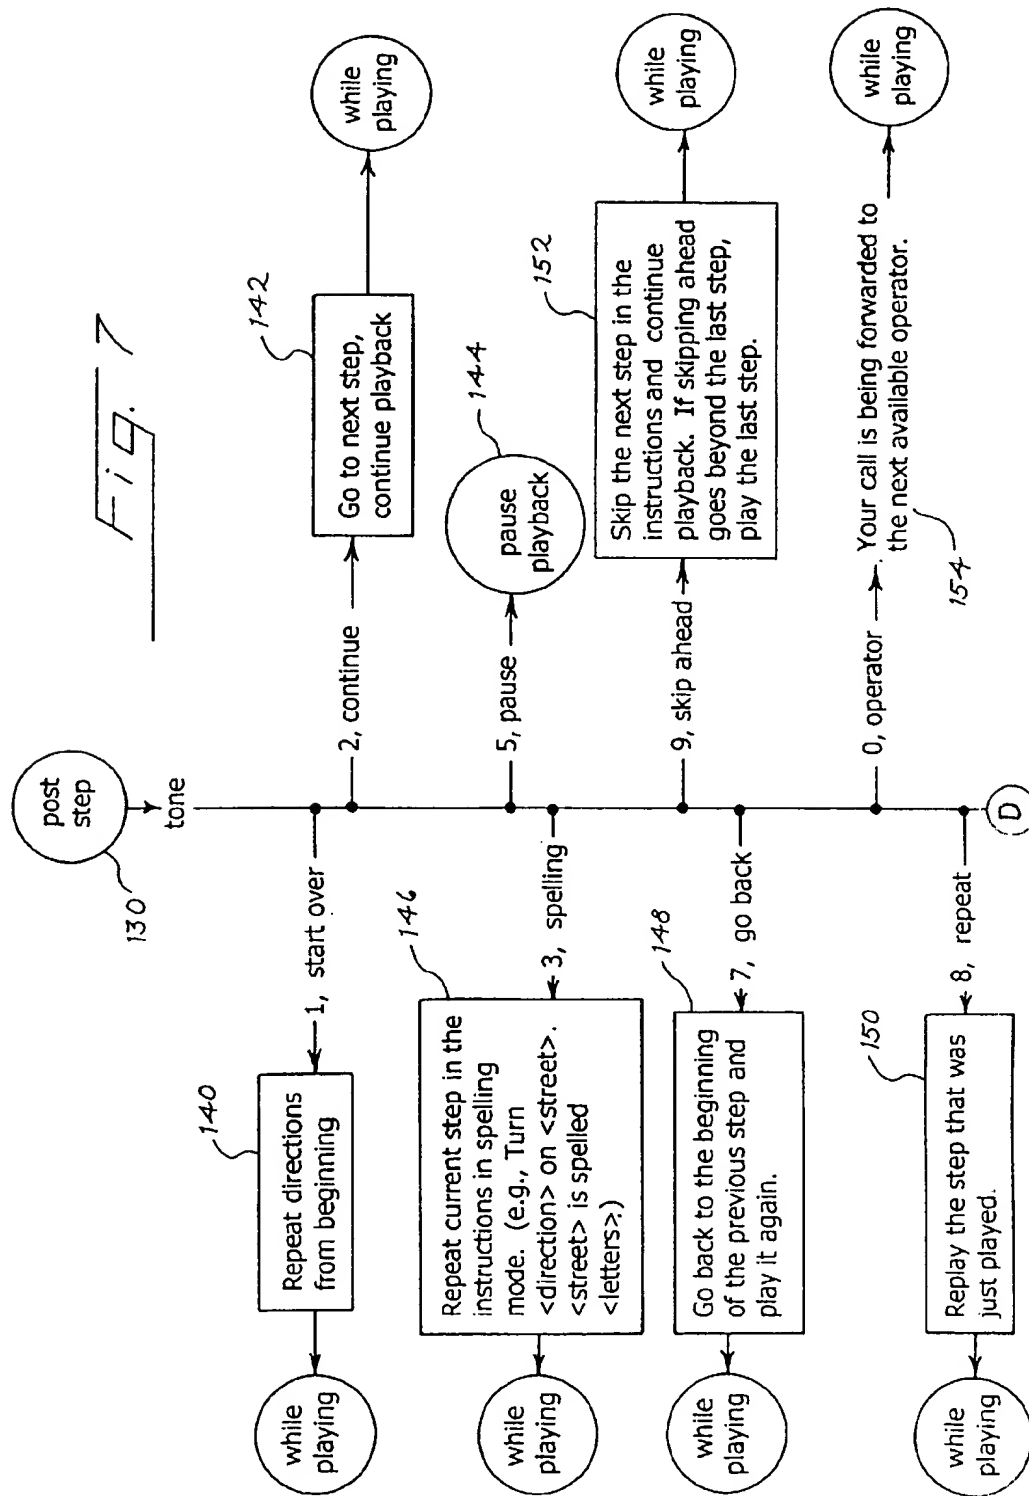 Fig. 7
post
step
130
tone
1, start over
140
Repeat directions
from beginning
while
playing
2, continue
142
Go to next step,
continue playback
while
playing
5, pause
144
pause
playback
3, spelling
146
Repeat current step in the
instructions in spelling
mode. (e.g., Turn
<direction> on <street>.
<street> is spelled
<letters>.)
while
playing
9, skip ahead
152
Skip the next step in the
instructions and continue
playback. If skipping ahead
goes beyond the last step,
play the last step.
while
playing
7, go back
148
Go back to the beginning
of the previous step and
play it again.
while
playing
0, operator
Your call is being forwarded to
the next available operator.
154
while
playing
8, repeat
150
Replay the step that was
just played.
while
playing
D